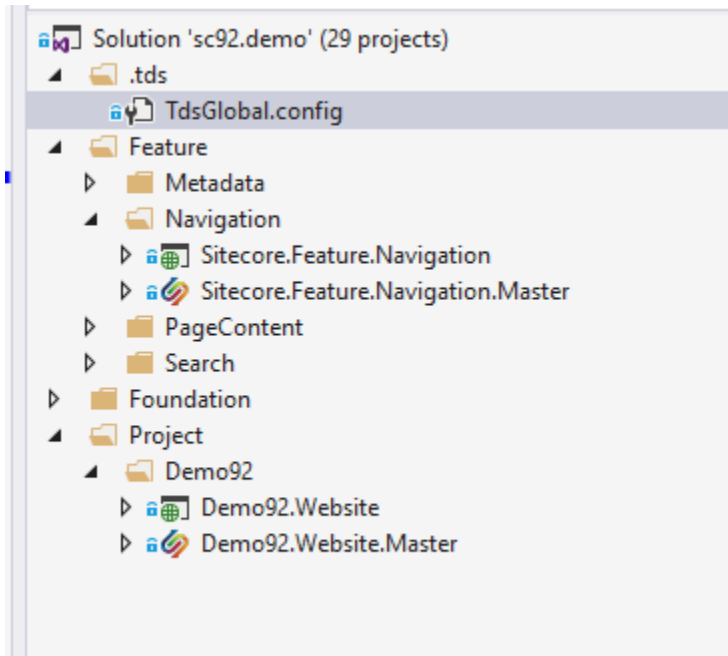 Solution 'sc92.demo' (29 projects)
.tds
TdsGlobal.config
Feature
Metadata
Navigation
Sitecore.Feature.Navigation
Sitecore.Feature.Navigation.Master
PageContent
Search
Foundation
Project
Demo92
Demo92.Website
Demo92.Website.Master